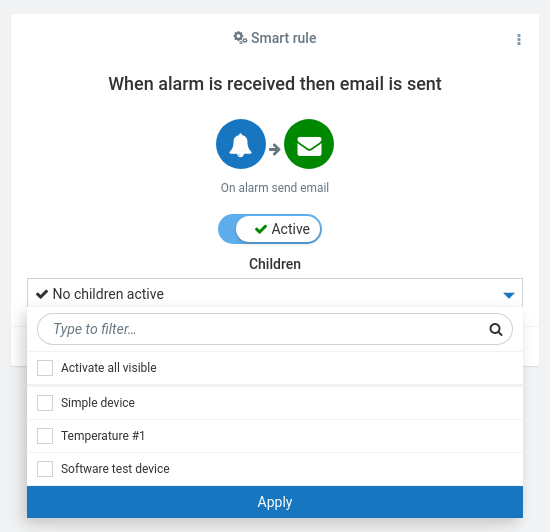 Smart rule
When alarm is received then email is sent
On alarm send email
Active
Children
No children active
Type to filter...
Activate all visible
Simple device
Temperature #1
Software test device
Apply